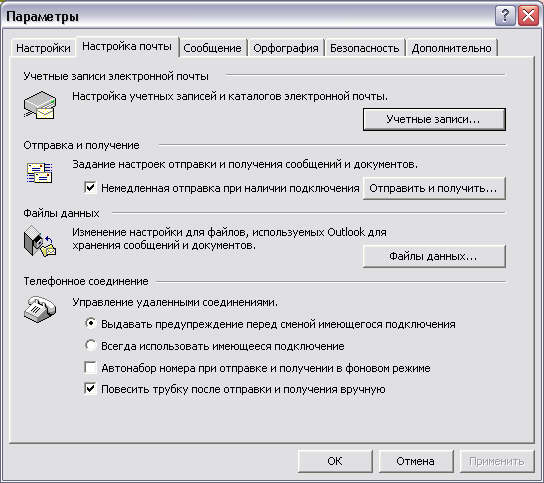 Параметры
Настройки Настройка почты Сообщение Орфография Безопасность Дополнительно
Учетные записи электронной почты
Настройка учетных записей и каталогов электронной почты.
Учетные записи...
Отправка и получение
Задание настроек отправки и получения сообщений и документов.
Немедленная отправка при наличии подключения Отправить и получить...
Файлы данных
Изменение настройки для файлов, используемых Outlook для
хранения сообщений и документов.
Файлы данных...
Телефонное соединение
Управление удаленными соединениями.
Выдавать предупреждение перед сменой имеющегося подключения
Всегда использовать имеющееся подключение
Автонабор номера при отправке и получении в фоновом режиме
Повесить трубку после отправки и получения вручную
ОК Отмена Применить